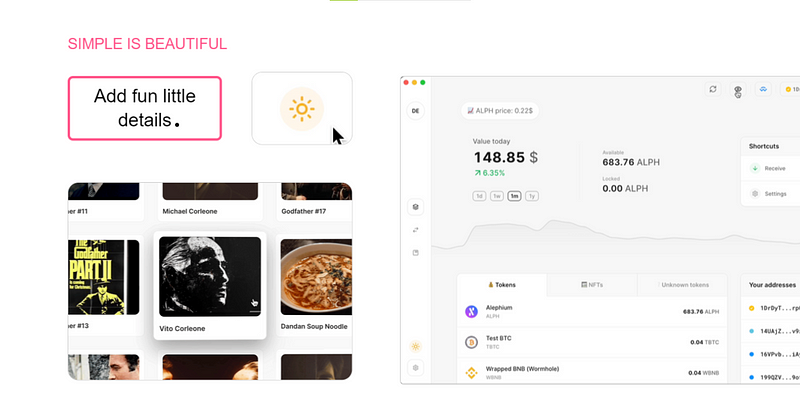 SIMPLE IS BEAUTIFUL
Add fun little
details.
er #11
Michael Corleone
Godfather #17
The
Godfather
PART II
er #13
Vito Corleone
Dandan Soup Noodle
DE
ALPH price: 0.22$
Value today
148.85 $
6.35%
1d 1w 1m 1y
Available
683.76 ALPH
Locked
0.00 ALPH
Shortcuts
Receive
Settings
Tokens
NFTs
Unknown tokens
Alephium
ALPH
683.76 ALPH
Test BTC
TBTC
0.04 TBTC
Wrapped BNB (Wormhole)
WBNB
0.04 WBNB
Your addresses
1DrDyT...rp
14UAjZ...v9
16VPvb...iA
199QZV...9o